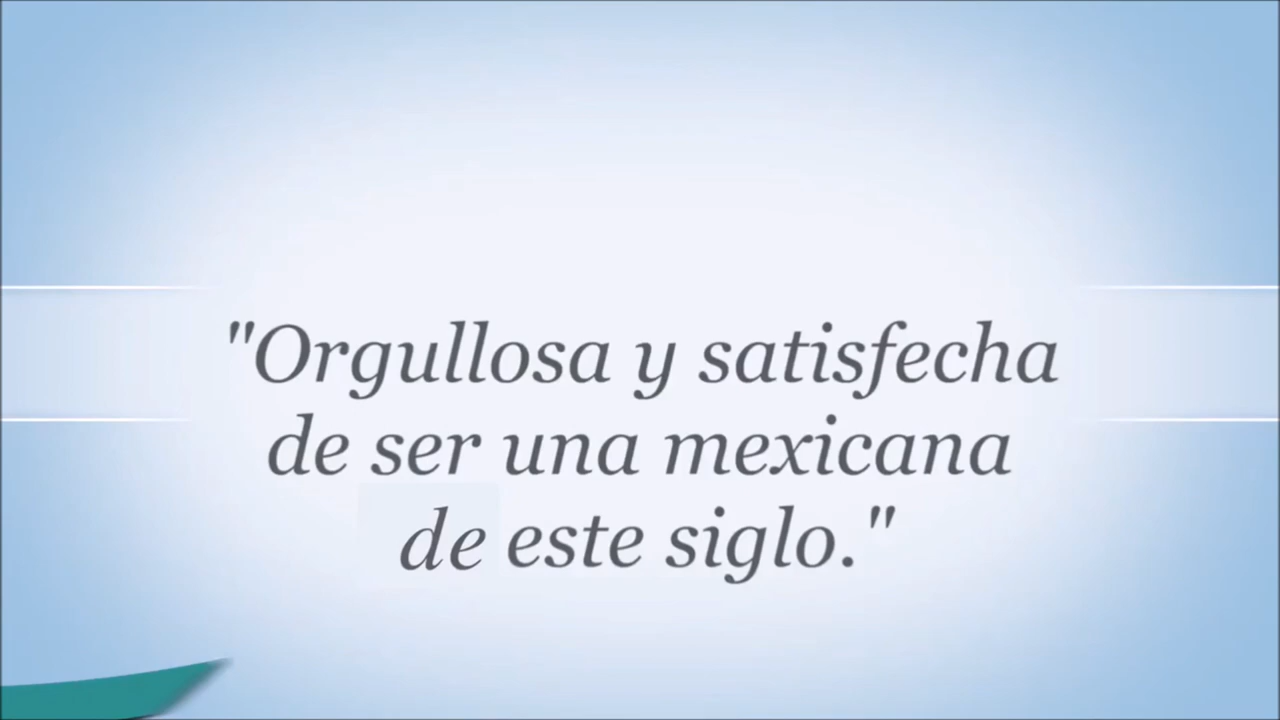 "Orgullosa y satisfecha
de ser una mexicana
de este siglo."